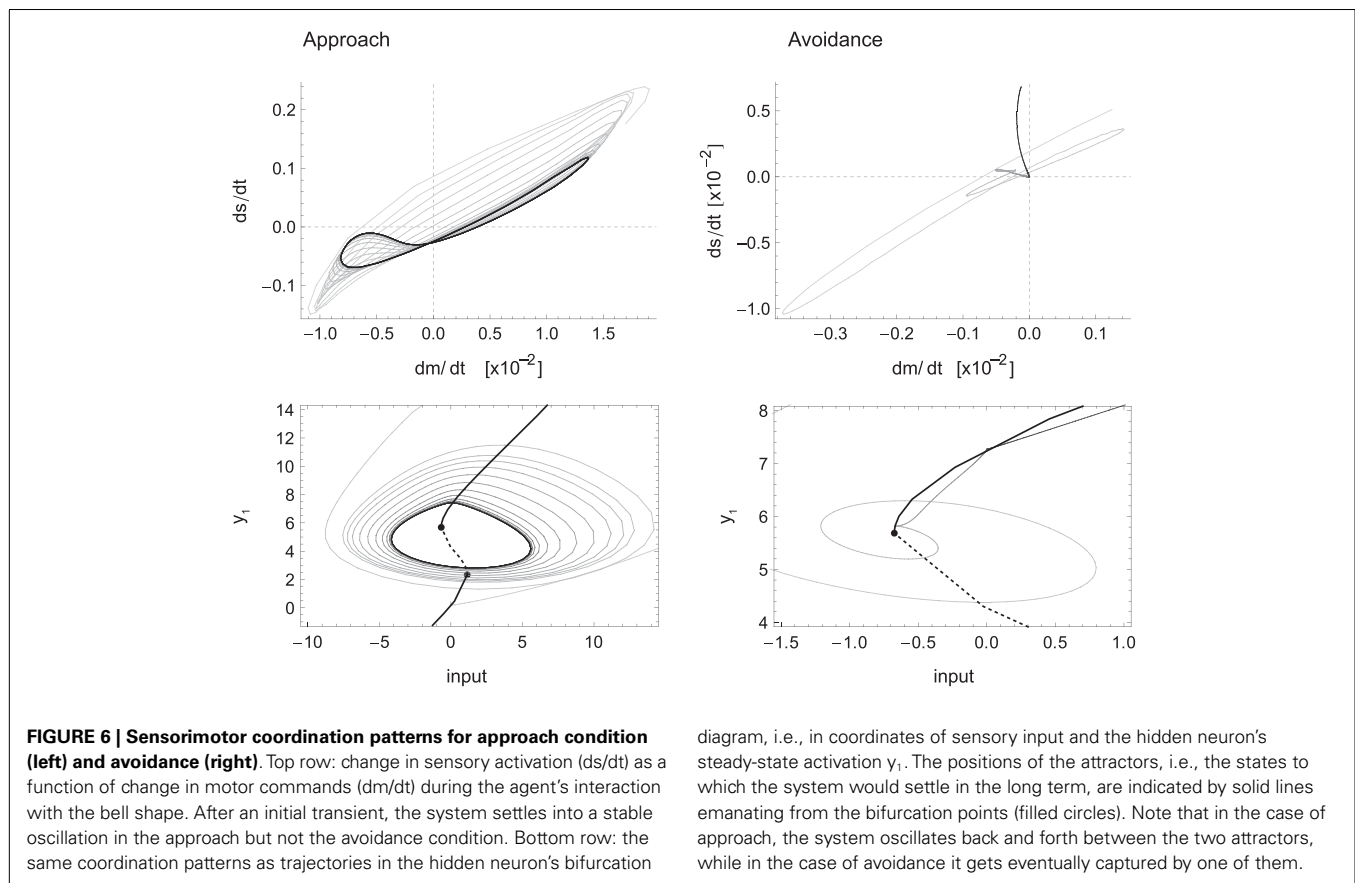 Approach
Avoidance
0.2
0.1
0.0
−0.1
ds/dt
−1.0 −0.5 0.0 0.5 1.0 1.5
dm/ dt [x10⁻²]
0.5
0.0
−0.5
−1.0
ds/dt [x10⁻²]
−0.3 −0.2 −0.1 0.0 0.1
dm/ dt [x10⁻²]
14
12
10
8
6
4
2
0
y₁
−10 −5 0 5 10
input
8
7
6
5
4
y₁
−1.5 −1.0 −0.5 0.0 0.5 1.0
input
FIGURE 6 | Sensorimotor coordination patterns for approach condition
(left) and avoidance (right). Top row: change in sensory activation (ds/dt) as a
function of change in motor commands (dm/dt) during the agent's interaction
with the bell shape. After an initial transient, the system settles into a stable
oscillation in the approach but not the avoidance condition. Bottom row: the
same coordination patterns as trajectories in the hidden neuron's bifurcation
diagram, i.e., in coordinates of sensory input and the hidden neuron's
steady-state activation y₁. The positions of the attractors, i.e., the states to
which the system would settle in the long term, are indicated by solid lines
emanating from the bifurcation points (filled circles). Note that in the case of
approach, the system oscillates back and forth between the two attractors,
while in the case of avoidance it gets eventually captured by one of them.